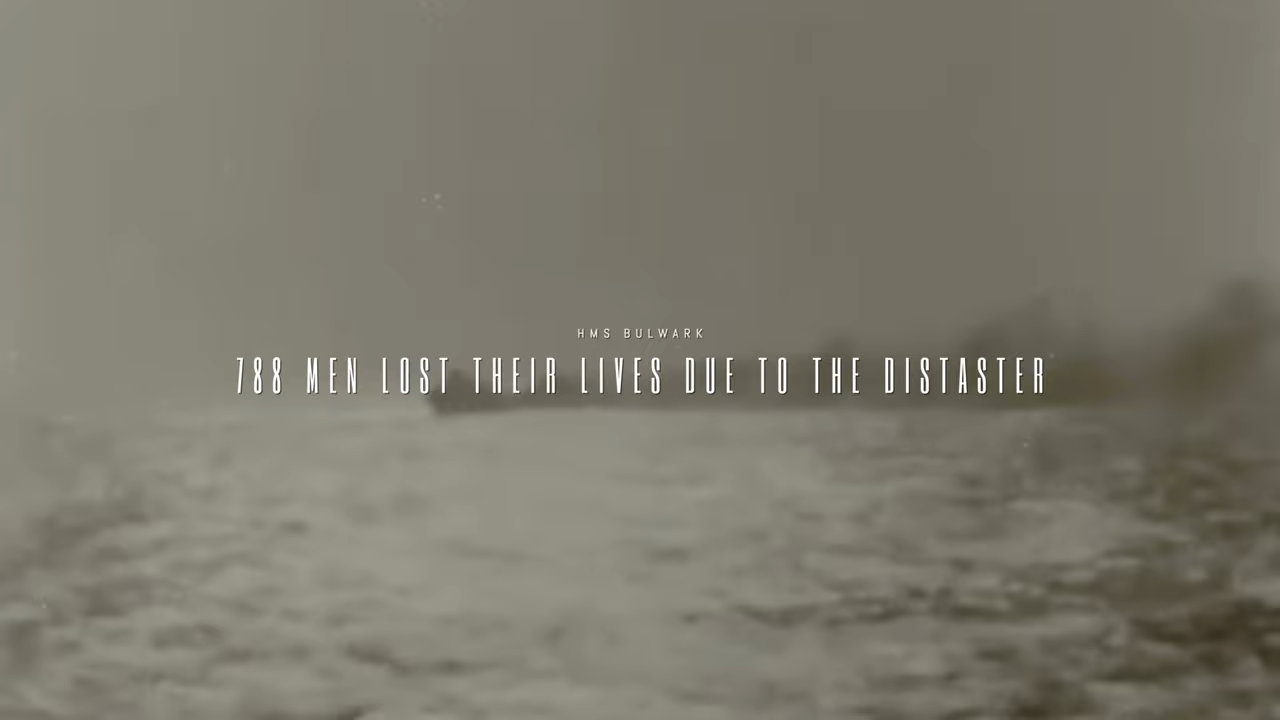 HMS BULWARK
788 MEN LOST THEIR LIVES DUE TO THE DISTASTER